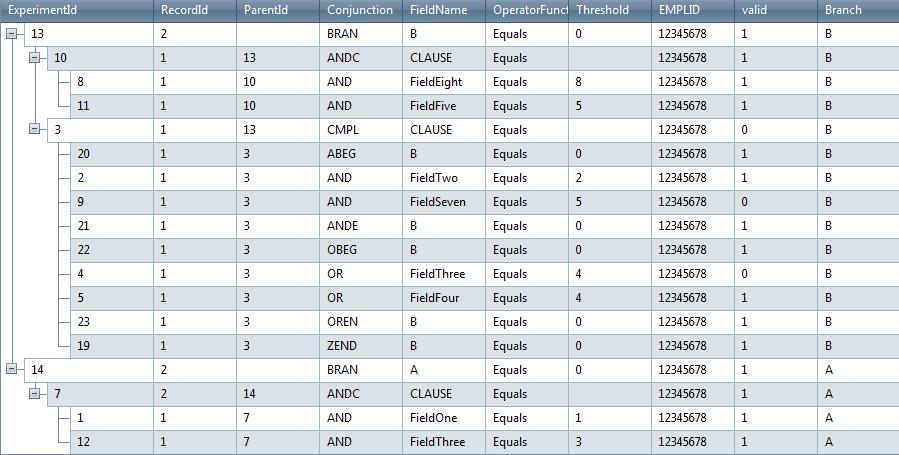 ExperimentId RecordId ParentId Conjunction FieldName OperatorFunct Threshold EMPLID valid Branch
13 2 BRAN B Equals 0 12345678 1 B
10 1 13 ANDC CLAUSE Equals 12345678 1 B
8 1 10 AND FieldEight Equals 8 12345678 1 B
11 1 10 AND FieldFive Equals 5 12345678 1 B
3 1 13 CMPL CLAUSE Equals 12345678 0 B
20 1 3 ABEG B Equals 0 12345678 1 B
2 1 3 AND FieldTwo Equals 2 12345678 1 B
9 1 3 AND FieldSeven Equals 5 12345678 0 B
21 1 3 ANDE B Equals 0 12345678 1 B
22 1 3 OBEG B Equals 0 12345678 1 B
4 1 3 OR FieldThree Equals 4 12345678 0 B
5 1 3 OR FieldFour Equals 4 12345678 1 B
23 1 3 OREN B Equals 0 12345678 1 B
19 1 3 ZEND B Equals 0 12345678 1 B
14 2 BRAN A Equals 0 12345678 1 A
7 2 14 ANDC CLAUSE Equals 12345678 1 A
1 1 7 AND FieldOne Equals 1 12345678 1 A
12 1 7 AND FieldThree Equals 3 12345678 1 A